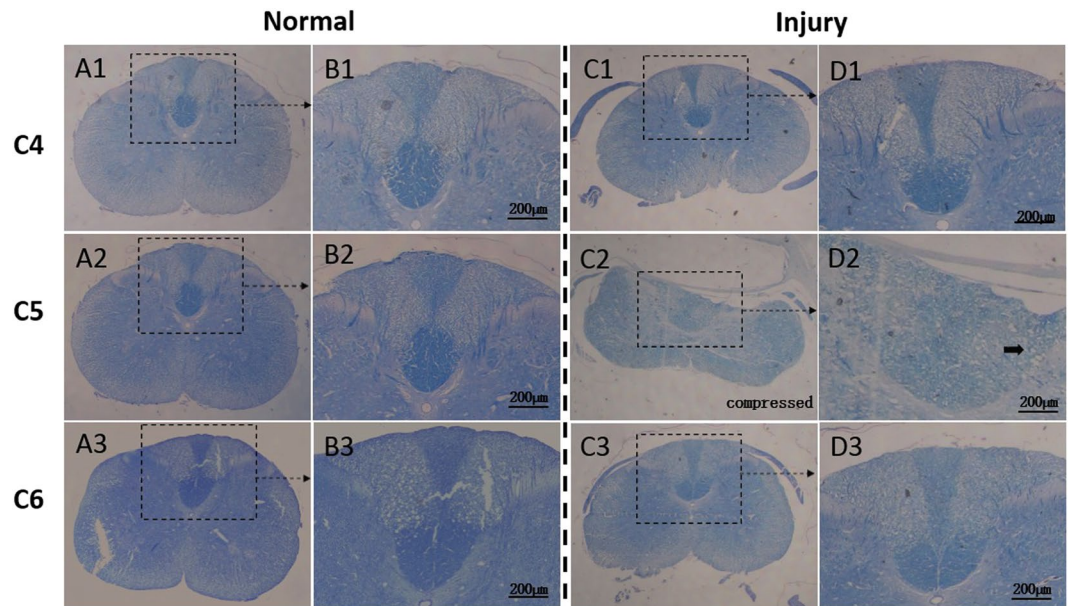 Normal Injury
C4 A1 B1 C1 D1
200μm 200μm
C5 A2 B2 C2 D2
compressed
200μm 200μm
C6 A3 B3 C3 D3
200μm 200μm